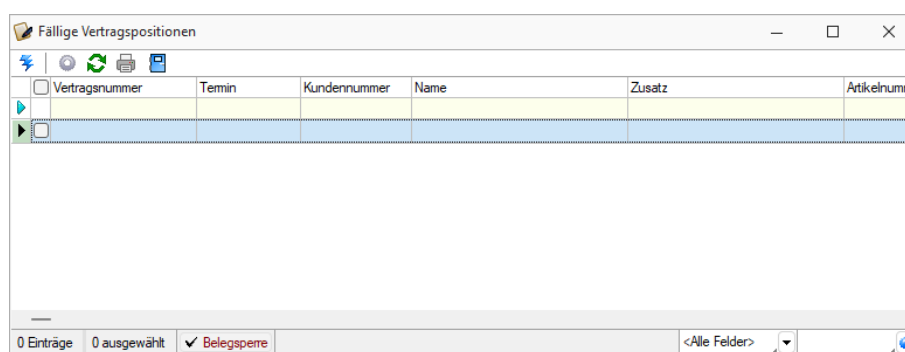 Fällige Vertragspositionen
Vertragsnummer Termin Kundennummer Name Zusatz
0 Einträge 0 ausgewählt Belegsperre <Alle Felder>